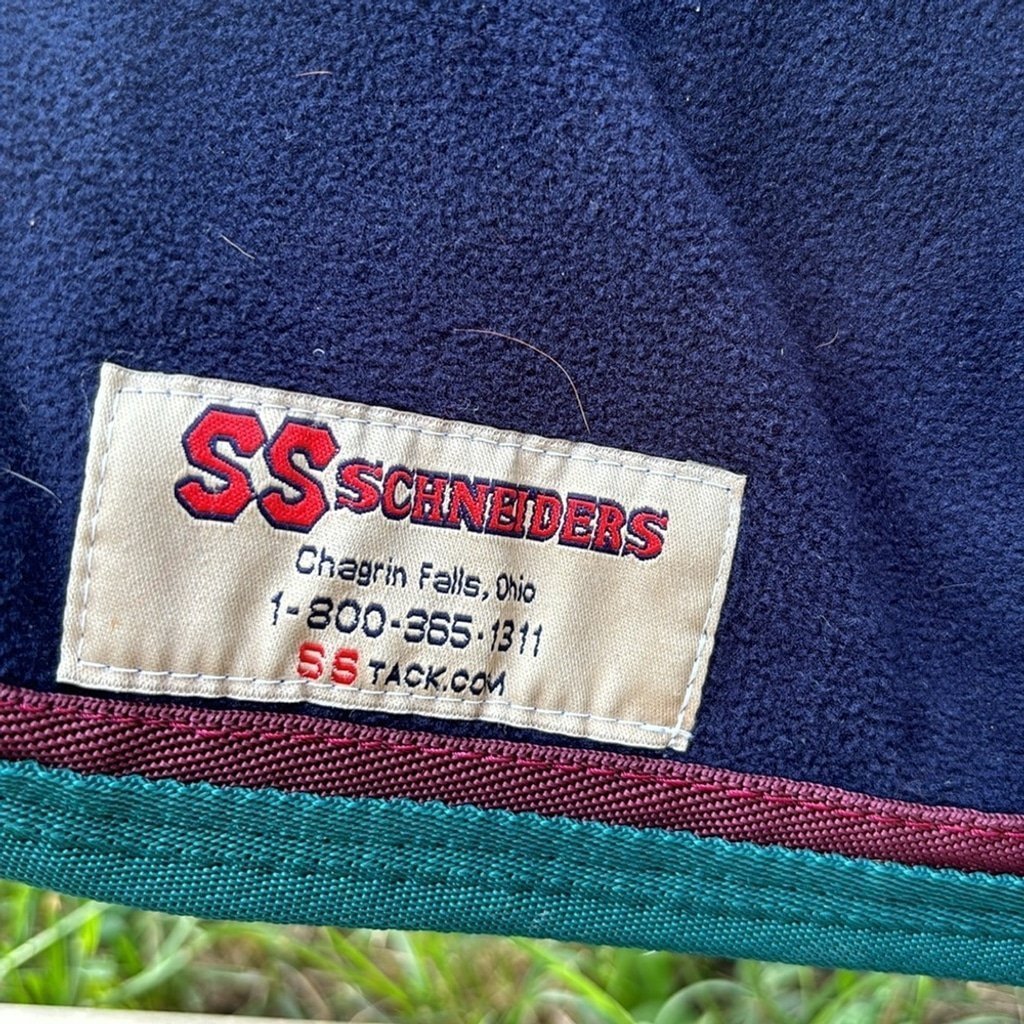 SS SCHNEIDERS
Chagrin Falls, Ohio
1-800-365-1311
SS TACK.COM